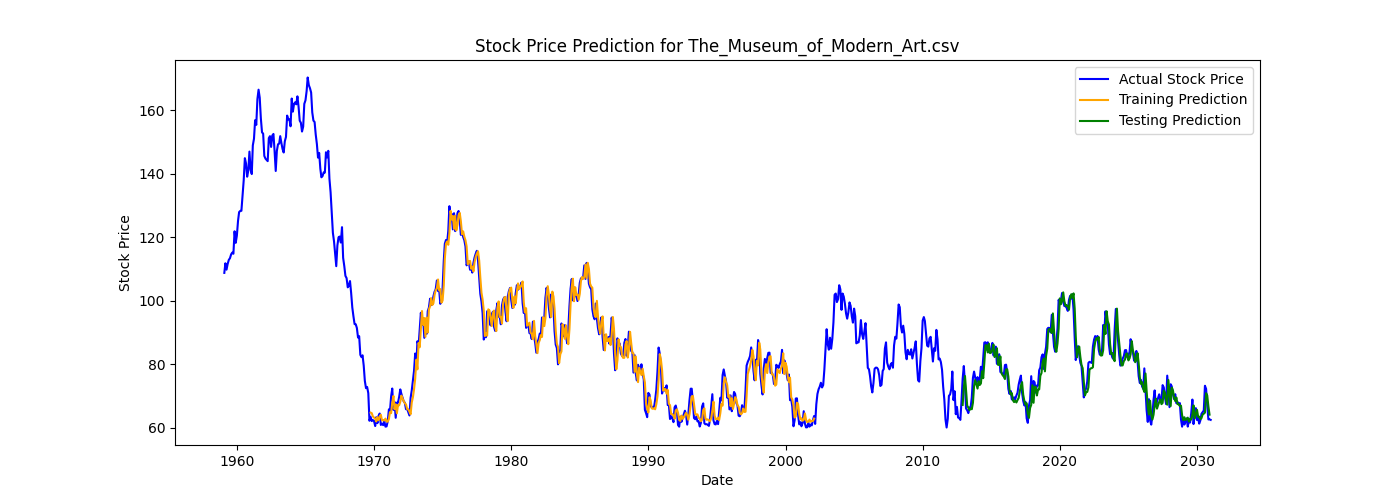 Stock Price Prediction for The_Museum_of_Modern_Art.csv
Actual Stock Price
Training Prediction
Testing Prediction
Stock Price
160
140
120
100
80
60
1960 1970 1980 1990 2000 2010 2020 2030
Date